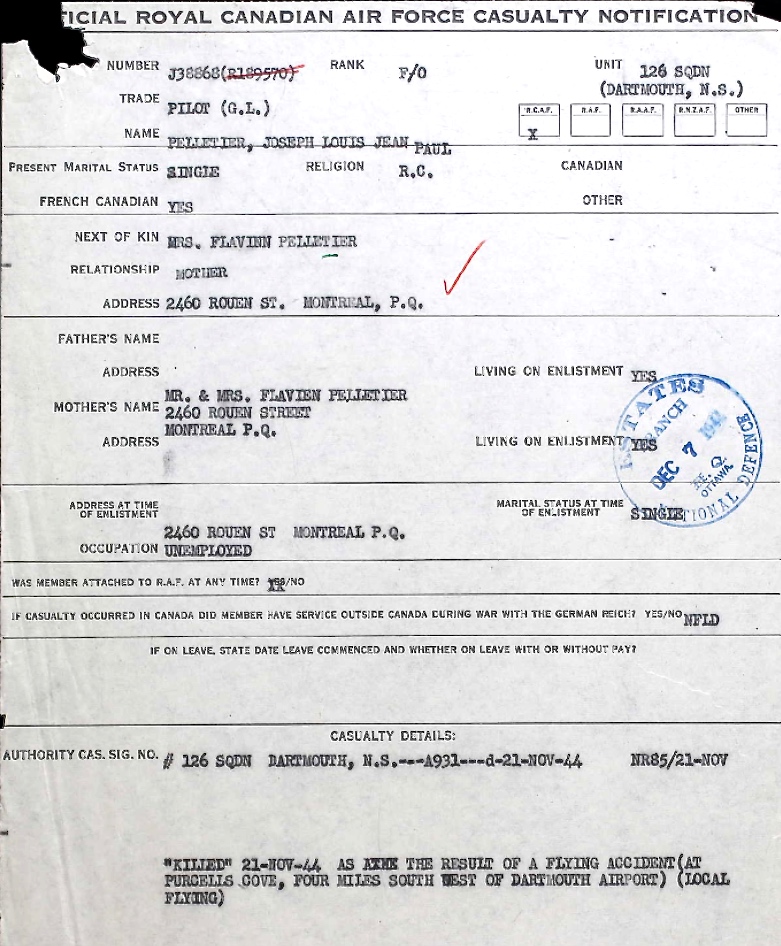 ICIAL ROYAL CANADIAN AIR FORCE CASUALTY NOTIFICATION
NUMBER J38868(R189570) RANK F/O UNIT 126 SQDN
(DARTMOUTH, N.S.)
TRADE PILOT (G.L.)
R.C.A.F. R.A.F. R.A.A.F. R.N.Z.A.F. OTHER
X
NAME PELLETIER, JOSEPH LOUIS JEAN PAUL
PRESENT MARITAL STATUS SINGLE RELIGION R.C. CANADIAN
FRENCH CANADIAN YES OTHER
NEXT OF KIN MRS. FLAVINN PELLETIER
RELATIONSHIP MOTHER
ADDRESS 2460 ROUEN ST. MONTREAL, P.Q.
FATHER'S NAME
ADDRESS LIVING ON ENLISTMENT YES
MR. & MRS. FLAVIEN PELLETIER
MOTHER'S NAME 2460 ROUEN STREET
MONTREAL P.Q.
ADDRESS LIVING ON ENLISTMENT YES
ESTATES
BRANCH
DEC 7
H. Q.
OTTAWA
NATIONAL DEFENCE
ADDRESS AT TIME
OF ENLISTMENT
MARITAL STATUS AT TIME
OF ENLISTMENT SINGLE
2460 ROUEN ST MONTREAL P.Q.
OCCUPATION UNEMPLOYED
WAS MEMBER ATTACHED TO R.A.F. AT ANY TIME? YES/NO
IF CASUALTY OCCURRED IN CANADA DID MEMBER HAVE SERVICE OUTSIDE CANADA DURING WAR WITH THE GERMAN REICH? YES/NO NFLD
IF ON LEAVE, STATE DATE LEAVE COMMENCED AND WHETHER ON LEAVE WITH OR WITHOUT PAY?
CASUALTY DETAILS:
AUTHORITY CAS. SIG. NO. # 126 SQDN DARTMOUTH, N.S.---A931---d-21-NOV-44 NR85/21-NOV
"KILLED" 21-NOV-44 AS THE RESULT OF A FLYING ACCIDENT(AT
PURCELLS COVE, FOUR MILES SOUTH WEST OF DARTMOUTH AIRPORT) (LOCAL
FLYING)